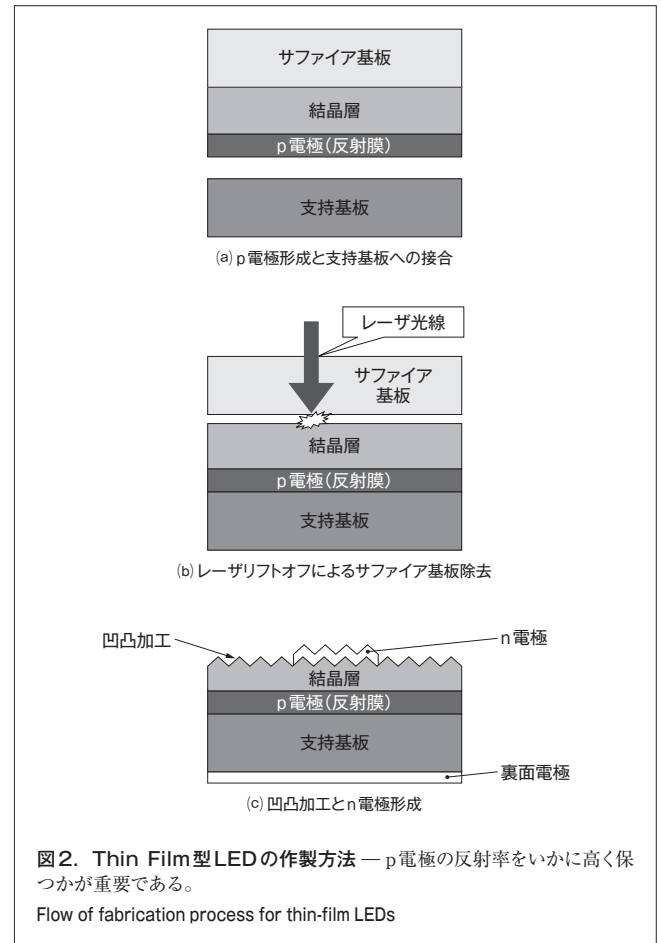 サファイア基板
結晶層
p電極(反射膜)
支持基板
(a) p電極形成と支持基板への接合
レーザ光線
サファイア
基板
結晶層
p電極(反射膜)
支持基板
(b) レーザリフトオフによるサファイア基板除去
凹凸加工
n電極
結晶層
p電極(反射膜)
支持基板
裏面電極
(c) 凹凸加工とn電極形成
図2. Thin Film型LEDの作製方法 — p電極の反射率をいかに高く保
つかが重要である。
Flow of fabrication process for thin-film LEDs